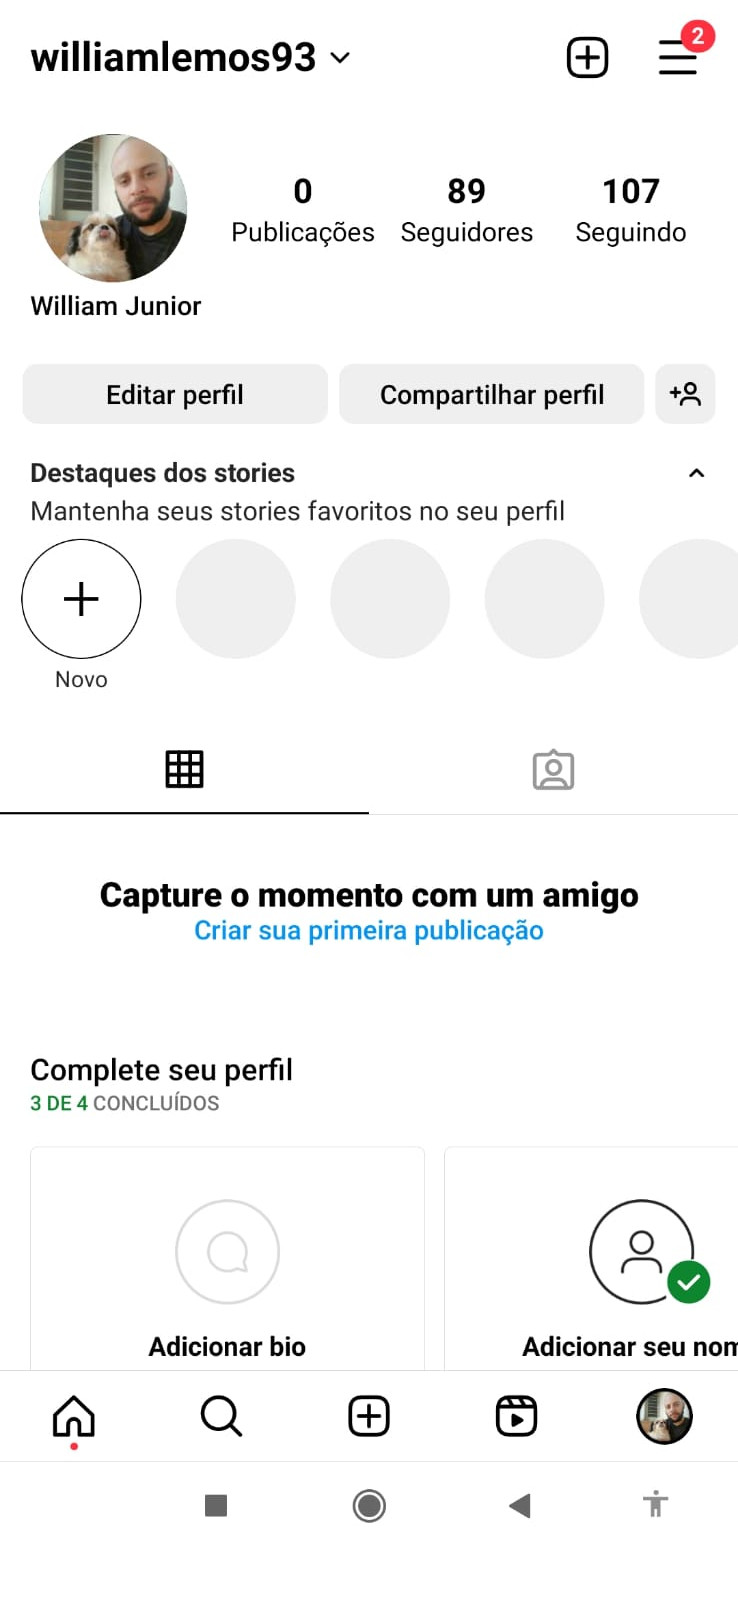 williamlemos93
2
0
89
107
Publicações
Seguidores
Seguindo
William Junior
Editar perfil
Compartilhar perfil
Destaques dos stories
Mantenha seus stories favoritos no seu perfil
Novo
Capture o momento com um amigo
Criar sua primeira publicação
Complete seu perfil
3 DE 4 CONCLUÍDOS
Adicionar bio
Adicionar seu nom